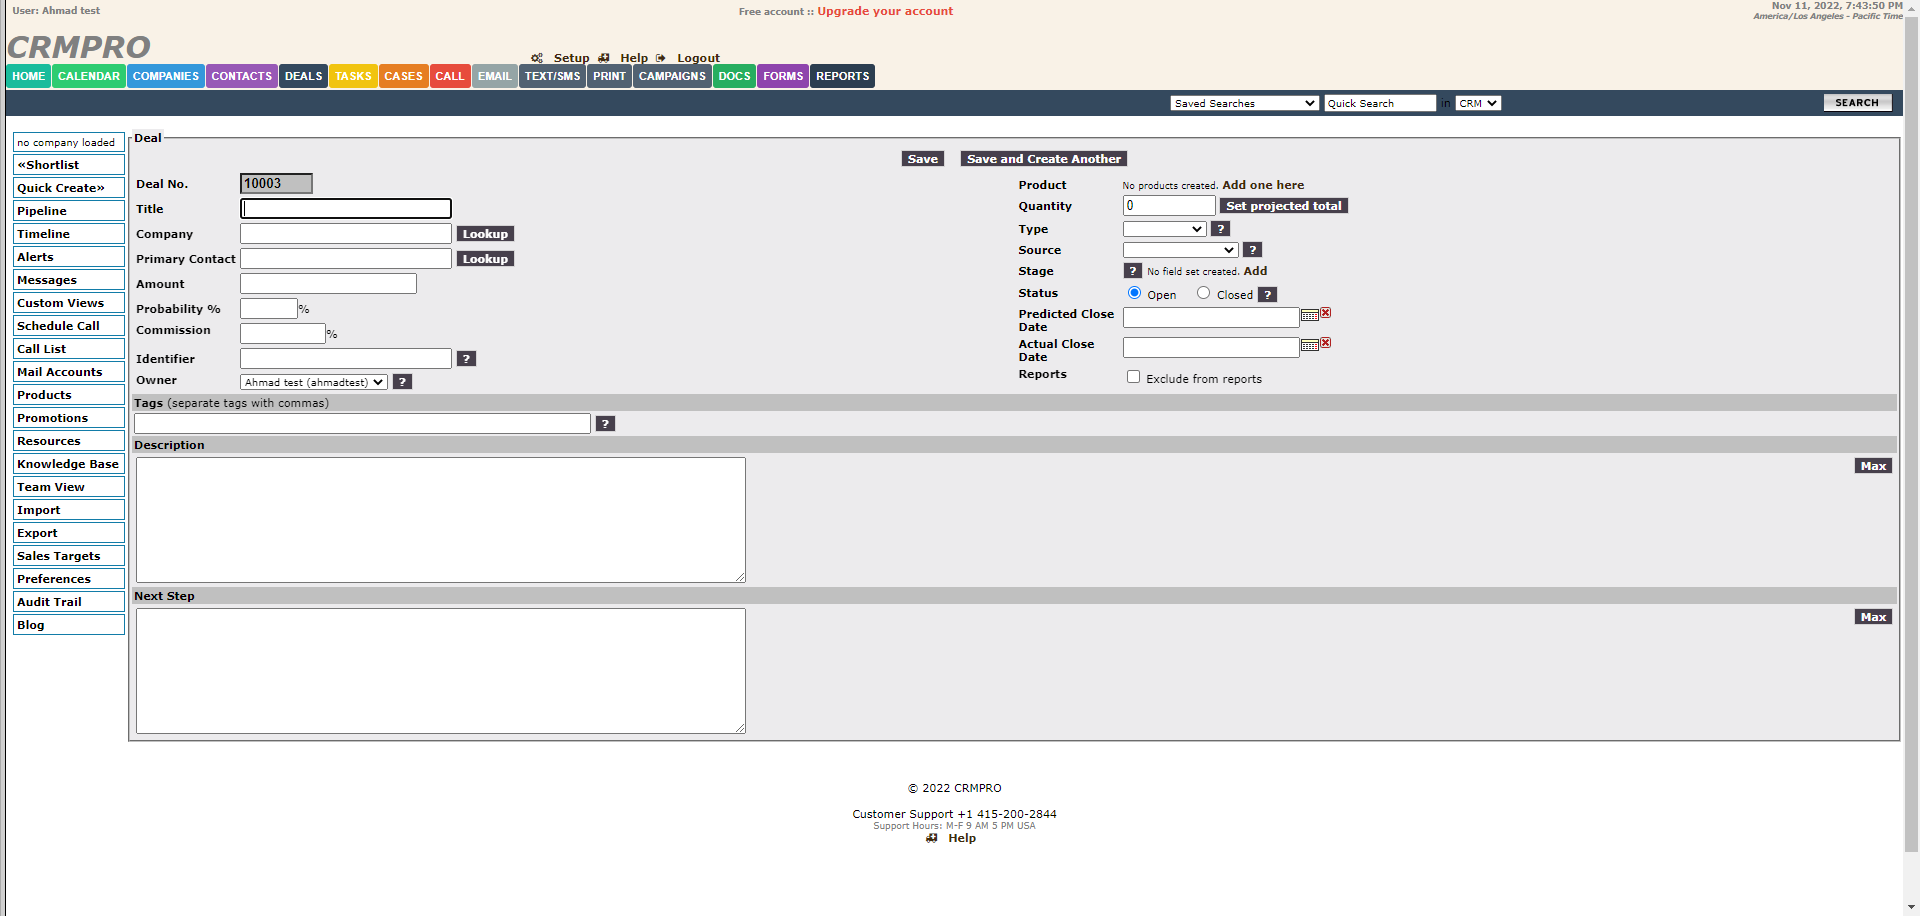 User: Ahmad test
Free account :: Upgrade your account
Nov 11, 2022, 7:43:50 PM
America/Los Angeles - Pacific Time
CRMPRO
Setup Help Logout
HOME CALENDAR COMPANIES CONTACTS DEALS TASKS CASES CALL EMAIL TEXT/SMS PRINT CAMPAIGNS DOCS FORMS REPORTS
Saved Searches Quick Search in CRM SEARCH
no company loaded
«Shortlist
Quick Create»
Pipeline
Timeline
Alerts
Messages
Custom Views
Schedule Call
Call List
Mail Accounts
Products
Promotions
Resources
Knowledge Base
Team View
Import
Export
Sales Targets
Preferences
Audit Trail
Blog
Deal
Save Save and Create Another
Deal No. 10003
Title
Company Lookup
Primary Contact Lookup
Amount
Probability % %
Commission %
Identifier ?
Owner Ahmad test (ahmadtest) ?
Product No products created. Add one here
Quantity 0 Set projected total
Type ?
Source ?
Stage ? No field set created. Add
Status Open Closed ?
Predicted Close
Date
Actual Close
Date
Reports Exclude from reports
Tags (separate tags with commas)
?
Description
Max
Next Step
Max
© 2022 CRMPRO
Customer Support +1 415-200-2844
Support Hours: M-F 9 AM 5 PM USA
Help